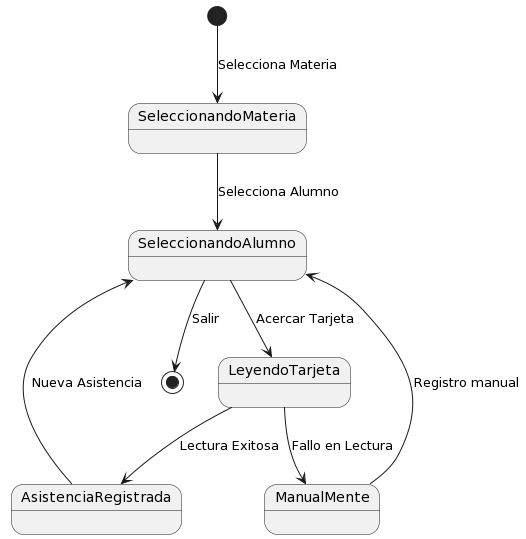 Selecciona Materia
SeleccionandoMateria
Selecciona Alumno
SeleccionandoAlumno
Salir
Acercar Tarjeta
LeyendoTarjeta
Nueva Asistencia
Registro manual
Lectura Exitosa
Fallo en Lectura
AsistenciaRegistrada
ManualMente